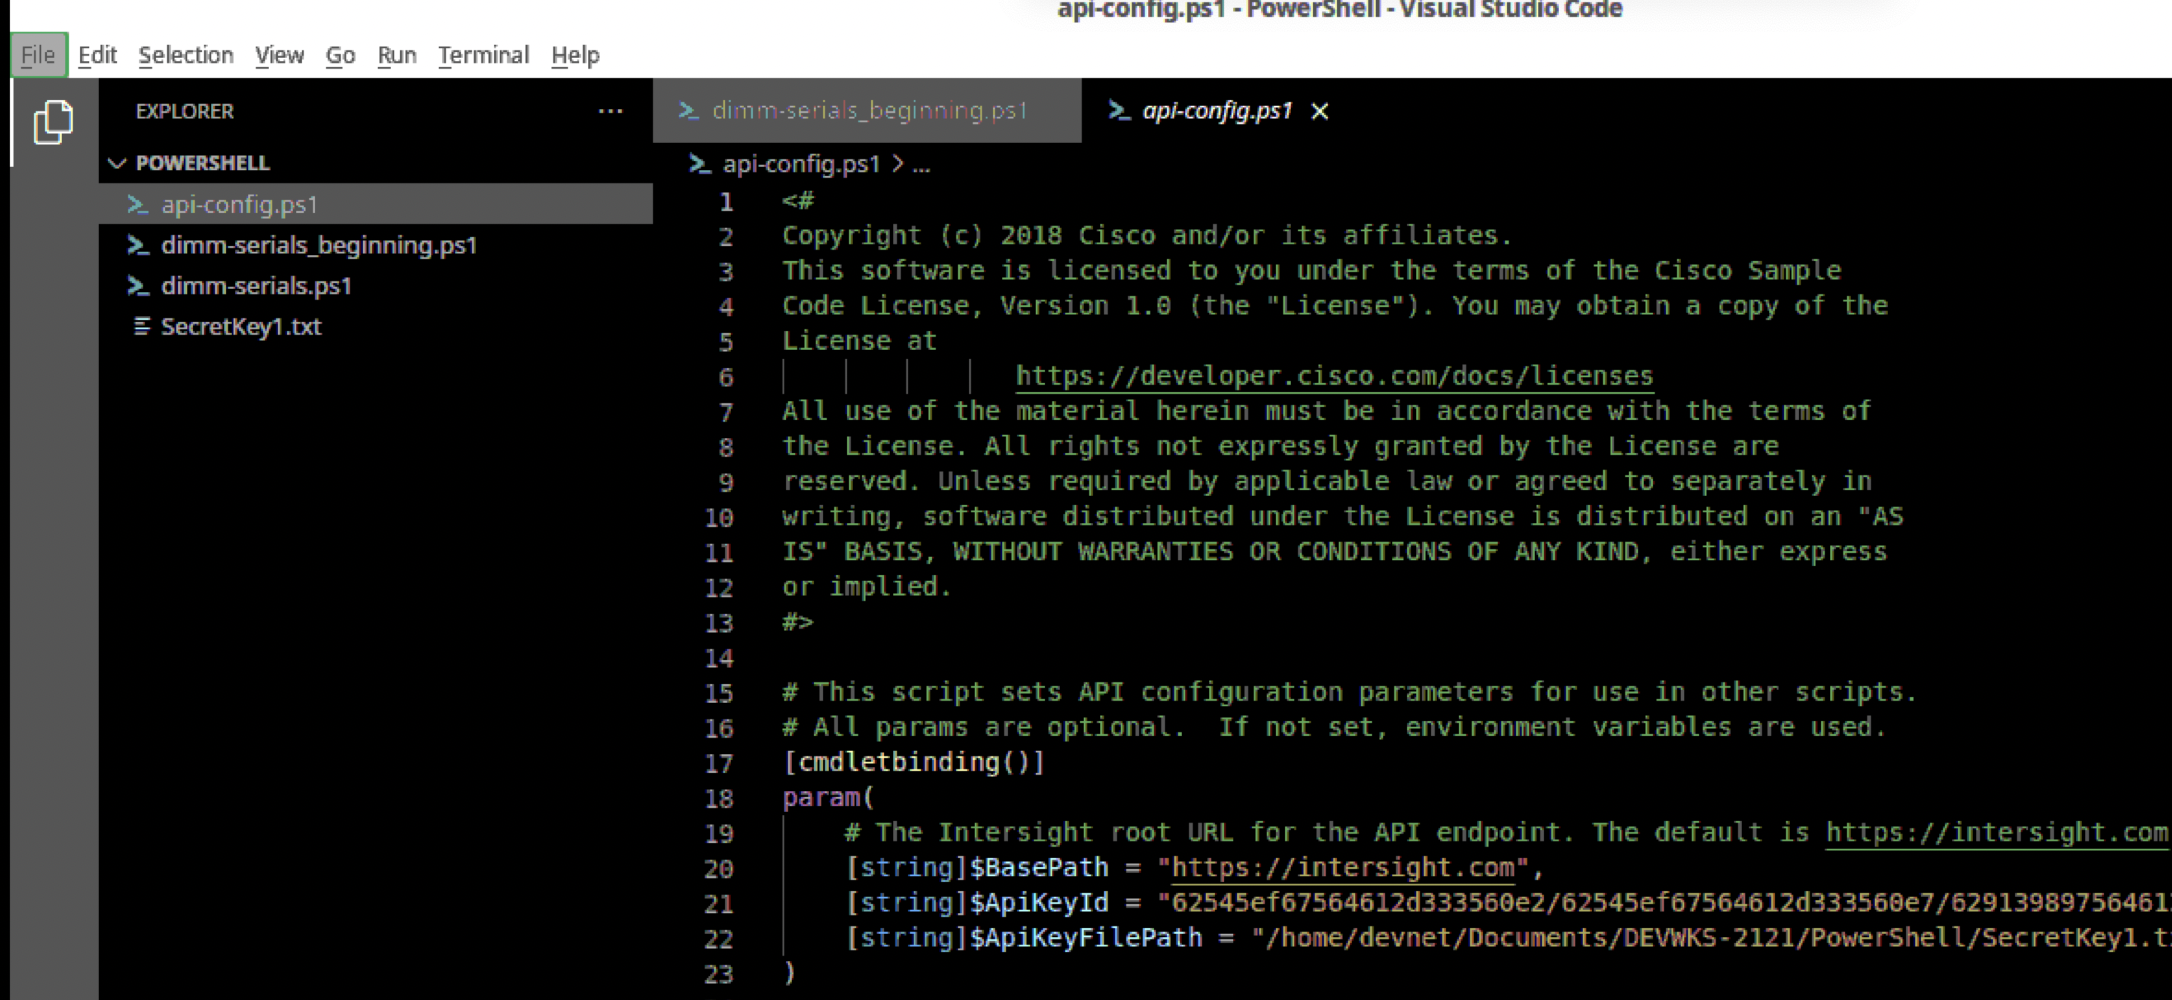 api-config.ps1 - PowerShell - Visual Studio Code
File Edit Selection View Go Run Terminal Help
EXPLORER ...
POWERSHELL
api-config.ps1
dimm-serials_beginning.ps1
dimm-serials.ps1
SecretKey1.txt
dimm-serials_beginning.ps1 api-config.ps1
api-config.ps1 > ...
1 <#
2 Copyright (c) 2018 Cisco and/or its affiliates.
3 This software is licensed to you under the terms of the Cisco Sample
4 Code License, Version 1.0 (the "License"). You may obtain a copy of the
5 License at
6 https://developer.cisco.com/docs/licenses
7 All use of the material herein must be in accordance with the terms of
8 the License. All rights not expressly granted by the License are
9 reserved. Unless required by applicable law or agreed to separately in
10 writing, software distributed under the License is distributed on an "AS
11 IS" BASIS, WITHOUT WARRANTIES OR CONDITIONS OF ANY KIND, either express
12 or implied.
13 #>
14
15 # This script sets API configuration parameters for use in other scripts.
16 # All params are optional.  If not set, environment variables are used.
17 [cmdletbinding()]
18 param(
19 # The Intersight root URL for the API endpoint. The default is https://intersight.com
20 [string]$BasePath = "https://intersight.com",
21 [string]$ApiKeyId = "62545ef67564612d333560e2/62545ef67564612d333560e7/62913989756461
22 [string]$ApiKeyFilePath = "/home/devnet/Documents/DEVWKS-2121/PowerShell/SecretKey1.t
23 )